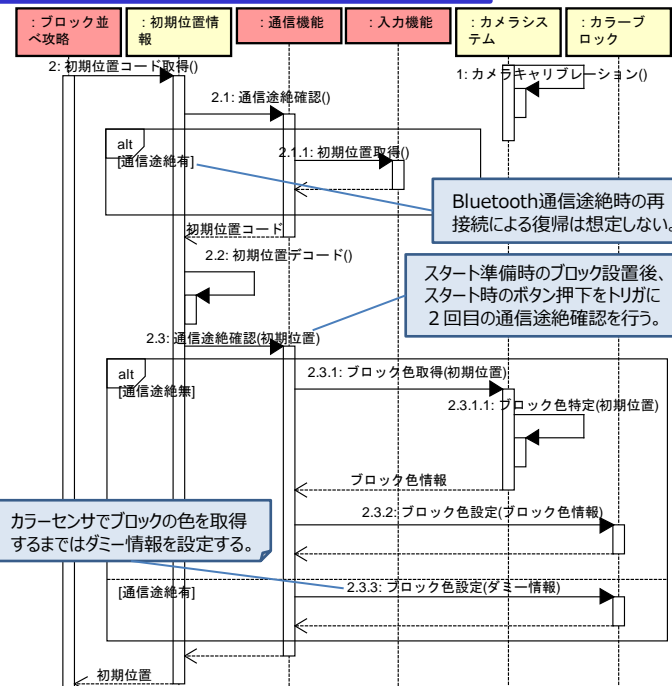 : ブロック並
べ攻略
: 初期位置情
報
: 通信機能
: 入力機能
: カメラシス
テム
: カラーブ
ロック
2: 初期位置コード取得()
1: カメラキャリブレーション()
2.1: 通信途絶確認()
alt
[通信途絶有]
2.1.1: 初期位置取得()
Bluetooth通信途絶時の再
接続による復帰は想定しない。
初期位置コード
2.2: 初期位置デコード()
スタート準備時のブロック設置後、
スタート時のボタン押下をトリガに
２回目の通信途絶確認を行う。
2.3: 通信途絶確認(初期位置)
alt
[通信途絶無]
2.3.1: ブロック色取得(初期位置)
2.3.1.1: ブロック色特定(初期位置)
ブロック色情報
カラーセンサでブロックの色を取得
するまではダミー情報を設定する。
2.3.2: ブロック色設定(ブロック色情報)
[通信途絶有]
2.3.3: ブロック色設定(ダミー情報)
初期位置